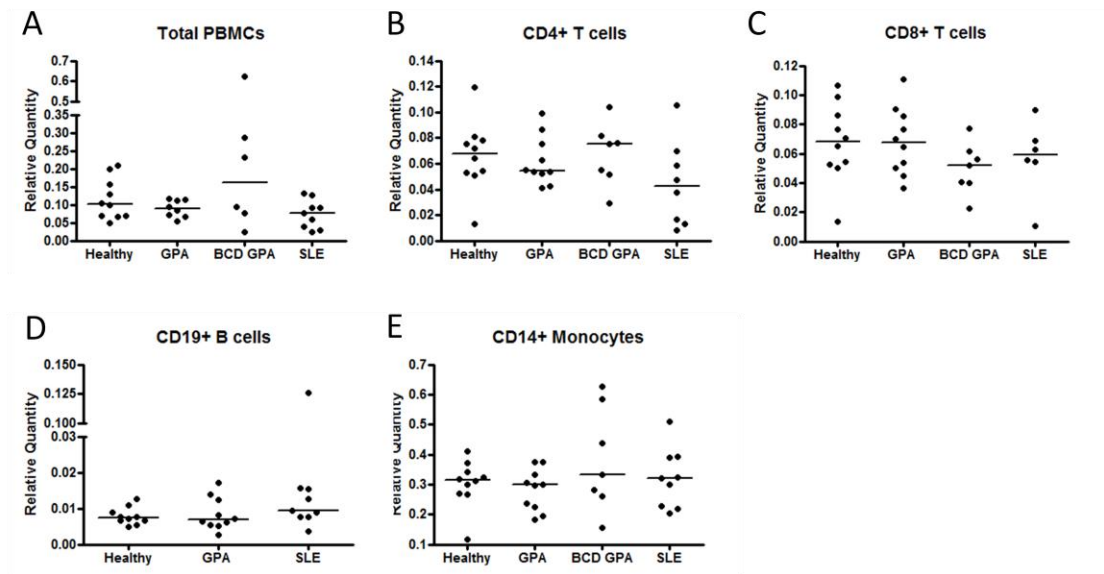 A
Total PBMCs
Relative Quantity
0.7
0.6
0.5
0.35
0.30
0.25
0.20
0.15
0.10
0.05
0.00
Healthy GPA BCD GPA SLE
B
CD4+ T cells
Relative Quantity
0.14
0.12
0.10
0.08
0.06
0.04
0.02
0.00
Healthy GPA BCD GPA SLE
C
CD8+ T cells
Relative Quantity
0.12
0.10
0.08
0.06
0.04
0.02
0.00
Healthy GPA BCD GPA SLE
D
CD19+ B cells
Relative Quantity
0.150
0.125
0.100
0.03
0.02
0.01
0.00
Healthy GPA SLE
E
CD14+ Monocytes
Relative Quantity
0.7
0.6
0.5
0.4
0.3
0.2
0.1
Healthy GPA BCD GPA SLE